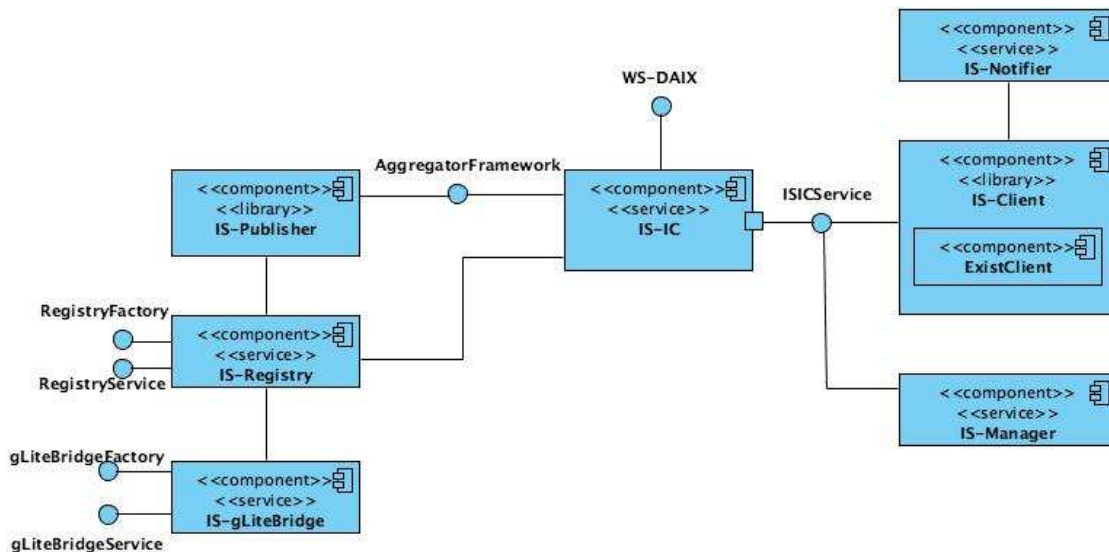 <<component>>
<<service>>
IS-Notifier
WS-DAIX
AggregatorFramework
<<component>>
<<library>>
IS-Publisher
<<component>>
<<service>>
IS-IC
ISICService
<<component>>
<<library>>
IS-Client
<<component>>
ExistClient
RegistryFactory
RegistryService
<<component>>
<<service>>
IS-Registry
<<component>>
<<service>>
IS-Manager
gLiteBridgeFactory
gLiteBridgeService
<<component>>
<<service>>
IS-gLiteBridge